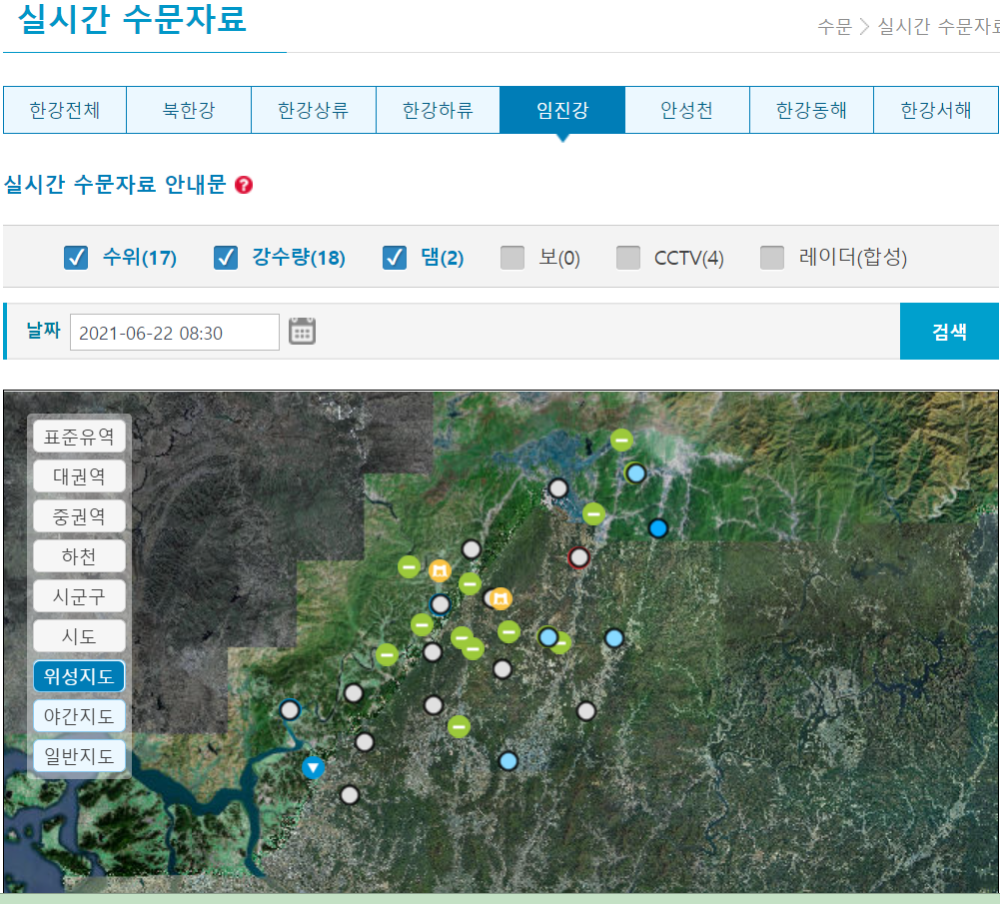 실시간 수문자료
수문 > 실시간 수문자료
한강전체 북한강 한강상류 한강하류 임진강 안성천 한강동해 한강서해
실시간 수문자료 안내문 ?
수위(17) 강수량(18) 댐(2) 보(0) CCTV(4) 레이더(합성)
날짜 2021-06-22 08:30 검색
표준유역
대권역
중권역
하천
시군구
시도
위성지도
야간지도
일반지도